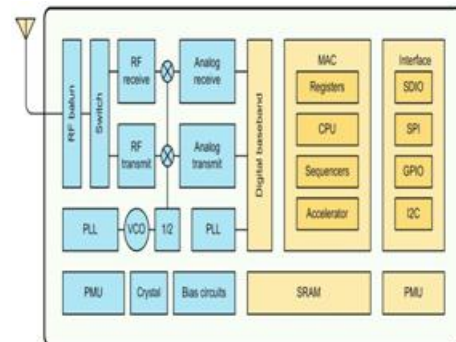 RF balun
Switch
RF
receive
Analog
receive
RF
transmit
Analog
transmit
Digital baseband
MAC
Registers
CPU
Sequencers
Accelerator
Interface
SDIO
SPI
GPIO
I2C
PLL
VCO
1/2
PLL
PMU
Crystal
Bias circuits
SRAM
PMU